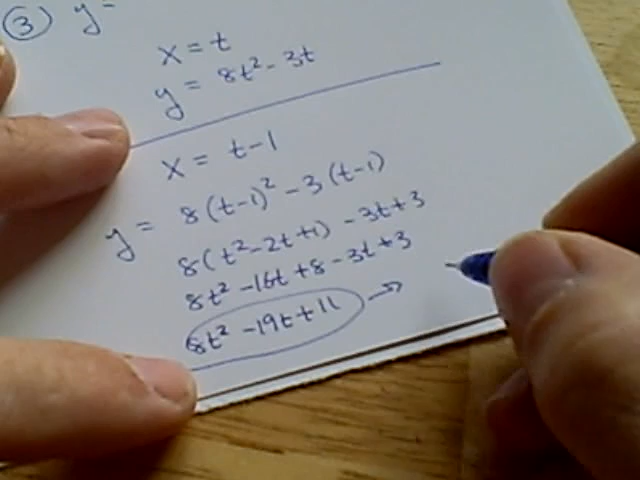 ③ y =
x = t
y = 8t² - 3t
x = t-1
y = 8(t-1)² - 3(t-1)
8(t²-2t+1) - 3t+3
8t² -16t +8 -3t+3
8t² -19t +11 →